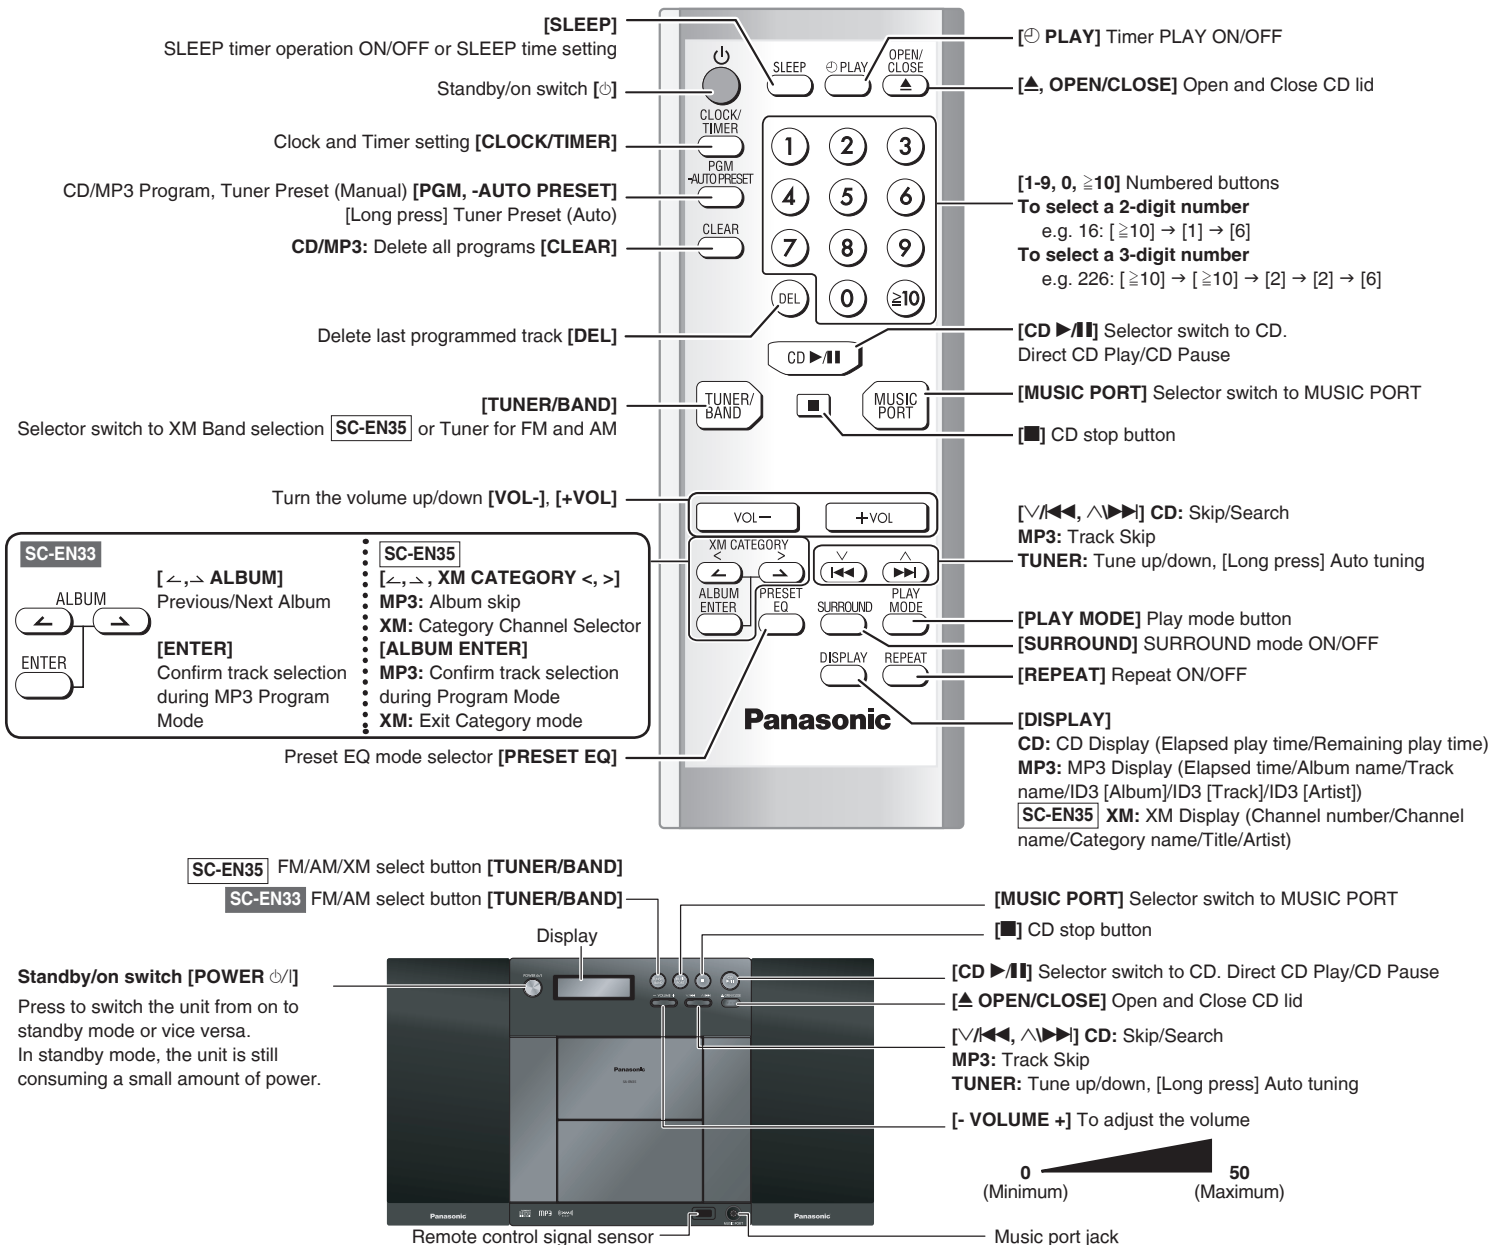 [SLEEP]
SLEEP timer operation ON/OFF or SLEEP time setting
Standby/on switch [⏻]
Clock and Timer setting [CLOCK/TIMER]
CD/MP3 Program, Tuner Preset (Manual) [PGM, -AUTO PRESET]
[Long press] Tuner Preset (Auto)
CD/MP3: Delete all programs [CLEAR]
Delete last programmed track [DEL]
[TUNER/BAND]
Selector switch to XM Band selection SC-EN35 or Tuner for FM and AM
Turn the volume up/down [VOL-], [+VOL]
SC-EN33
[∠, ⇀ ALBUM]
Previous/Next Album
ALBUM
[ENTER]
Confirm track selection
during MP3 Program
Mode
ENTER
SC-EN35
[∠, ⇀, XM CATEGORY <, >]
MP3: Album skip
XM: Category Channel Selector
[ALBUM ENTER]
MP3: Confirm track selection
during Program Mode
XM: Exit Category mode
Preset EQ mode selector [PRESET EQ]
⏻
SLEEP
◴ PLAY
OPEN/
CLOSE
≜
CLOCK/
TIMER
PGM
-AUTO PRESET
CLEAR
1 2 3
4 5 6
7 8 9
DEL 0 ≧10
CD ▶/❚❚
TUNER/
BAND
■
MUSIC
PORT
VOL−
+VOL
XM CATEGORY
< >
∨ ∧
|◀◀ ▶▶|
ALBUM
ENTER
PRESET
EQ
SURROUND
PLAY
MODE
DISPLAY
REPEAT
Panasonic
[◴ PLAY] Timer PLAY ON/OFF
[≜, OPEN/CLOSE] Open and Close CD lid
[1-9, 0, ≧10] Numbered buttons
To select a 2-digit number
e.g. 16: [≧10] → [1] → [6]
To select a 3-digit number
e.g. 226: [≧10] → [≧10] → [2] → [2] → [6]
[CD ▶/❚❚] Selector switch to CD.
Direct CD Play/CD Pause
[MUSIC PORT] Selector switch to MUSIC PORT
[■] CD stop button
[∨/|◀◀, ∧\▶▶|] CD: Skip/Search
MP3: Track Skip
TUNER: Tune up/down, [Long press] Auto tuning
[PLAY MODE] Play mode button
[SURROUND] SURROUND mode ON/OFF
[REPEAT] Repeat ON/OFF
[DISPLAY]
CD: CD Display (Elapsed play time/Remaining play time)
MP3: MP3 Display (Elapsed time/Album name/Track
name/ID3 [Album]/ID3 [Track]/ID3 [Artist])
SC-EN35 XM: XM Display (Channel number/Channel
name/Category name/Title/Artist)
SC-EN35 FM/AM/XM select button [TUNER/BAND]
SC-EN33 FM/AM select button [TUNER/BAND]
Display
Standby/on switch [POWER ⏻/I]
Press to switch the unit from on to
standby mode or vice versa.
In standby mode, the unit is still
consuming a small amount of power.
[MUSIC PORT] Selector switch to MUSIC PORT
[■] CD stop button
[CD ▶/❚❚] Selector switch to CD. Direct CD Play/CD Pause
[≜ OPEN/CLOSE] Open and Close CD lid
[∨/|◀◀, ∧\▶▶|] CD: Skip/Search
MP3: Track Skip
TUNER: Tune up/down, [Long press] Auto tuning
[- VOLUME +] To adjust the volume
0
(Minimum)
50
(Maximum)
Panasonic
Panasonic
MP3
MUSIC PORT
Panasonic
Remote control signal sensor
Music port jack